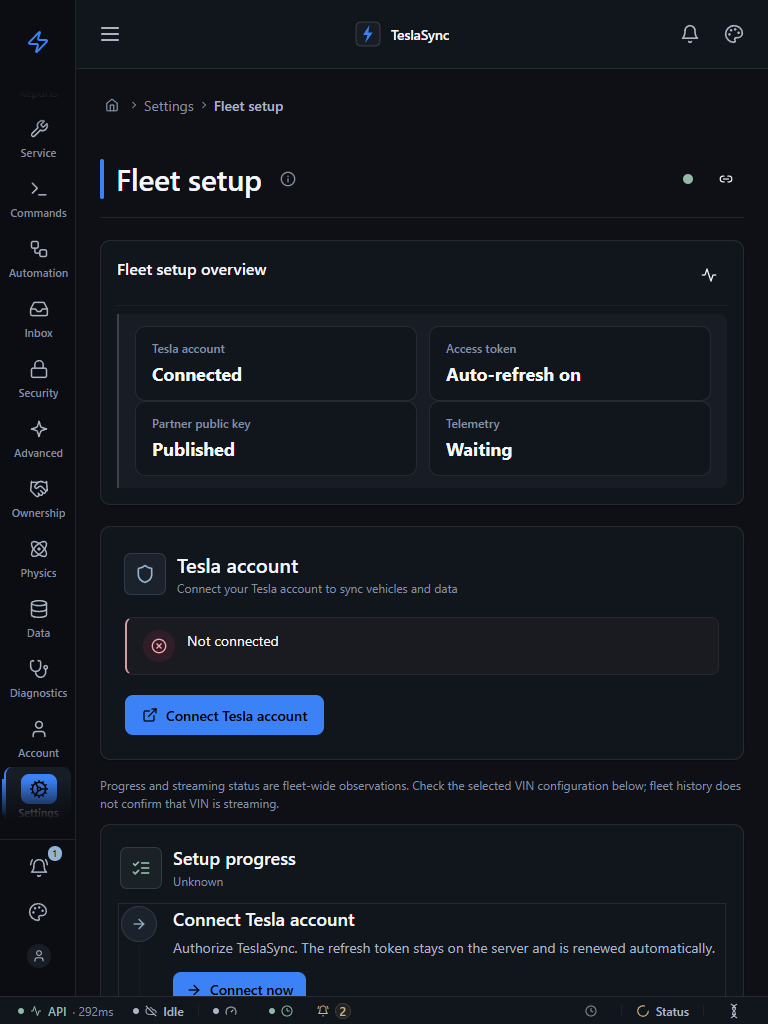 TeslaSync
Settings
Fleet setup
Service
Commands
Automation
Inbox
Security
Advanced
Ownership
Physics
Data
Diagnostics
Account
Settings
1
Fleet setup
Fleet setup overview
Tesla account
Connected
Access token
Auto-refresh on
Partner public key
Published
Telemetry
Waiting
Tesla account
Connect your Tesla account to sync vehicles and data
Not connected
Connect Tesla account
Progress and streaming status are fleet-wide observations. Check the selected VIN configuration below; fleet history does
not confirm that VIN is streaming.
Setup progress
Unknown
Connect Tesla account
Authorize TeslaSync. The refresh token stays on the server and is renewed automatically.
Connect now
API · 292ms
Idle
2
Status